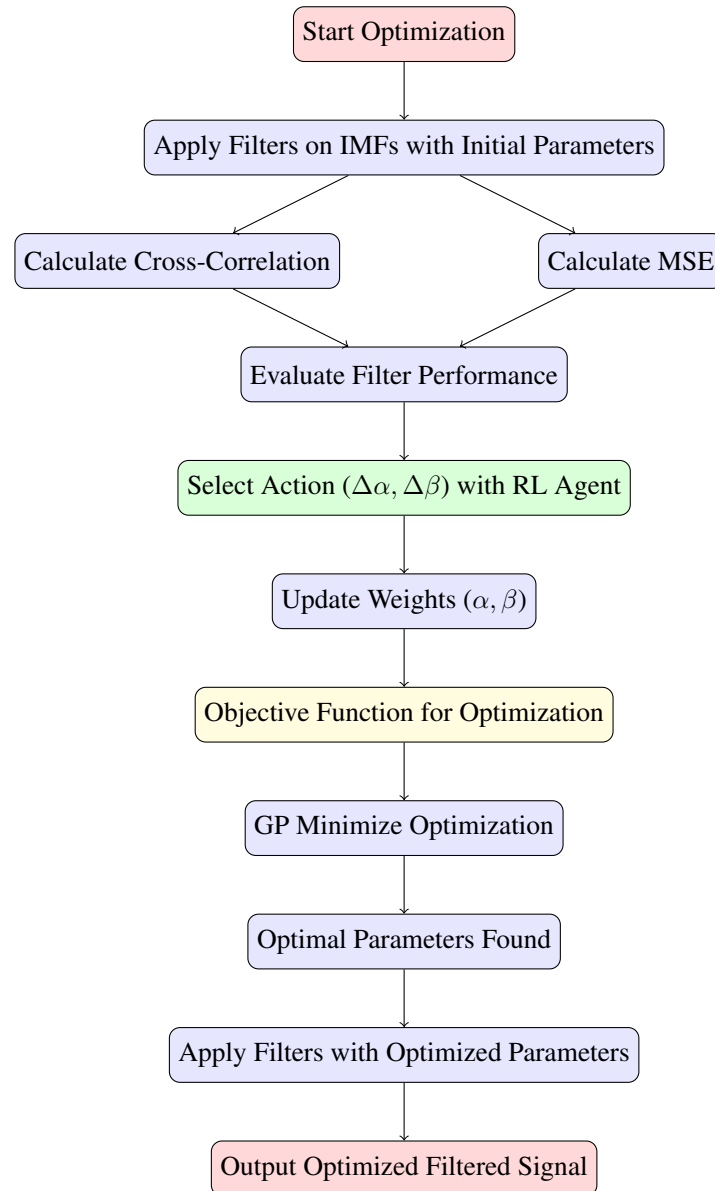 Start Optimization
Apply Filters on IMFs with Initial Parameters
Calculate Cross-Correlation
Calculate MSE
Evaluate Filter Performance
Select Action (Δα, Δβ) with RL Agent
Update Weights (α, β)
Objective Function for Optimization
GP Minimize Optimization
Optimal Parameters Found
Apply Filters with Optimized Parameters
Output Optimized Filtered Signal